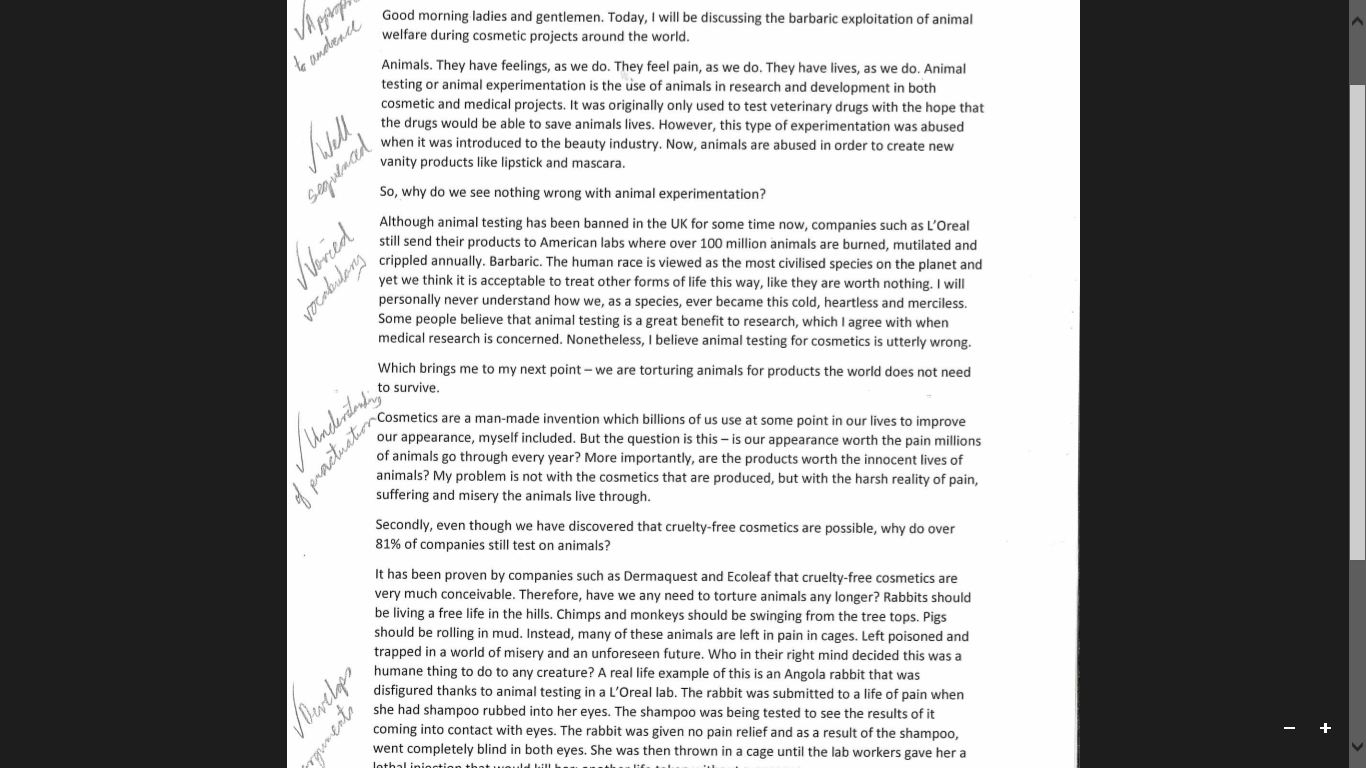 ✓Appropr
to audience
Good morning ladies and gentlemen. Today, I will be discussing the barbaric exploitation of animal
welfare during cosmetic projects around the world.
Animals. They have feelings, as we do. They feel pain, as we do. They have lives, as we do. Animal
testing or animal experimentation is the use of animals in research and development in both
cosmetic and medical projects. It was originally only used to test veterinary drugs with the hope that
the drugs would be able to save animals lives. However, this type of experimentation was abused
when it was introduced to the beauty industry. Now, animals are abused in order to create new
vanity products like lipstick and mascara.
✓Well
sequenced
So, why do we see nothing wrong with animal experimentation?
Although animal testing has been banned in the UK for some time now, companies such as L'Oreal
still send their products to American labs where over 100 million animals are burned, mutilated and
crippled annually. Barbaric. The human race is viewed as the most civilised species on the planet and
yet we think it is acceptable to treat other forms of life this way, like they are worth nothing. I will
personally never understand how we, as a species, ever became this cold, heartless and merciless.
Some people believe that animal testing is a great benefit to research, which I agree with when
medical research is concerned. Nonetheless, I believe animal testing for cosmetics is utterly wrong.
✓Varied
vocabulary
Which brings me to my next point – we are torturing animals for products the world does not need
to survive.
✓Understanding
of punctuation
Cosmetics are a man-made invention which billions of us use at some point in our lives to improve
our appearance, myself included. But the question is this – is our appearance worth the pain millions
of animals go through every year? More importantly, are the products worth the innocent lives of
animals? My problem is not with the cosmetics that are produced, but with the harsh reality of pain,
suffering and misery the animals live through.
Secondly, even though we have discovered that cruelty-free cosmetics are possible, why do over
81% of companies still test on animals?
It has been proven by companies such as Dermaquest and Ecoleaf that cruelty-free cosmetics are
very much conceivable. Therefore, have we any need to torture animals any longer? Rabbits should
be living a free life in the hills. Chimps and monkeys should be swinging from the tree tops. Pigs
should be rolling in mud. Instead, many of these animals are left in pain in cages. Left poisoned and
trapped in a world of misery and an unforeseen future. Who in their right mind decided this was a
humane thing to do to any creature? A real life example of this is an Angola rabbit that was
disfigured thanks to animal testing in a L'Oreal lab. The rabbit was submitted to a life of pain when
she had shampoo rubbed into her eyes. The shampoo was being tested to see the results of it
coming into contact with eyes. The rabbit was given no pain relief and as a result of the shampoo,
went completely blind in both eyes. She was then thrown in a cage until the lab workers gave her a
✓Develops
arguments
lethal injection that would kill her